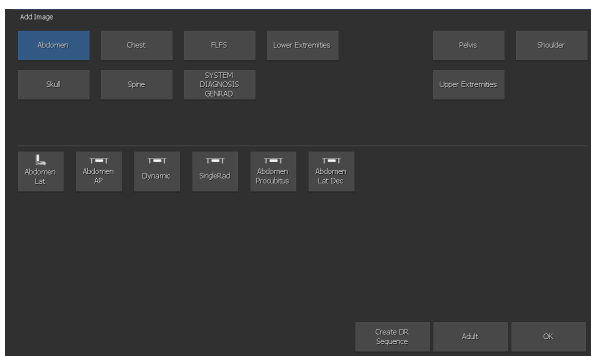 Add Image
Abdomen
Chest
FLFS
Lower Extremities
Pelvis
Shoulder
Skull
Spine
SYSTEM
DIAGNOSIS
GENRAD
Upper Extremities
Abdomen
Lat
Abdomen
AP
Dynamic
SingleRad
Abdomen
Procubitus
Abdomen
Lat Dec
Create DR
Sequence
Adult
OK